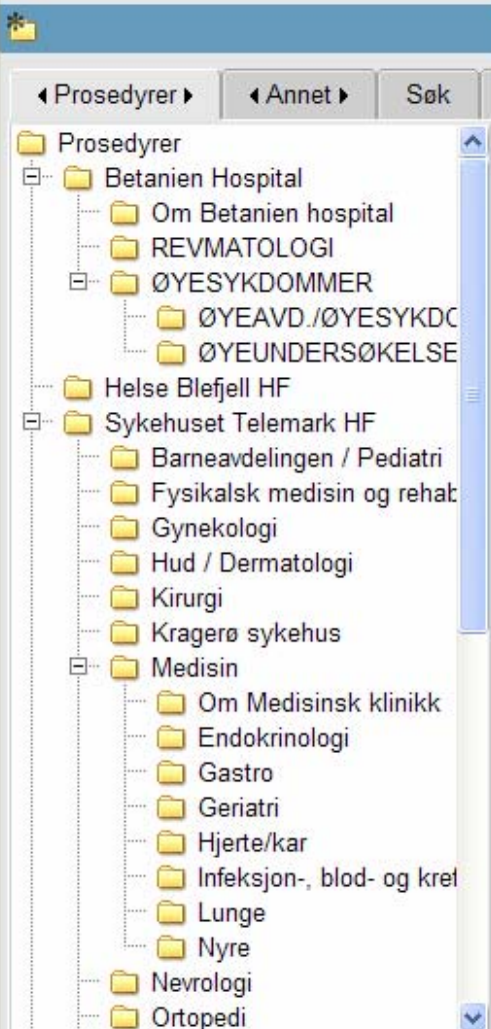 Prosedyrer Annet Søk
Prosedyrer
Betanien Hospital
Om Betanien hospital
REVMATOLOGI
ØYESYKDOMMER
ØYEAVD./ØYESYKDO
ØYEUNDERSØKELSE
Helse Blefjell HF
Sykehuset Telemark HF
Barneavdelingen / Pediatri
Fysikalsk medisin og rehab
Gynekologi
Hud / Dermatologi
Kirurgi
Kragerø sykehus
Medisin
Om Medisinsk klinikk
Endokrinologi
Gastro
Geriatri
Hjerte/kar
Infeksjon-, blod- og kref
Lunge
Nyre
Nevrologi
Ortopedi